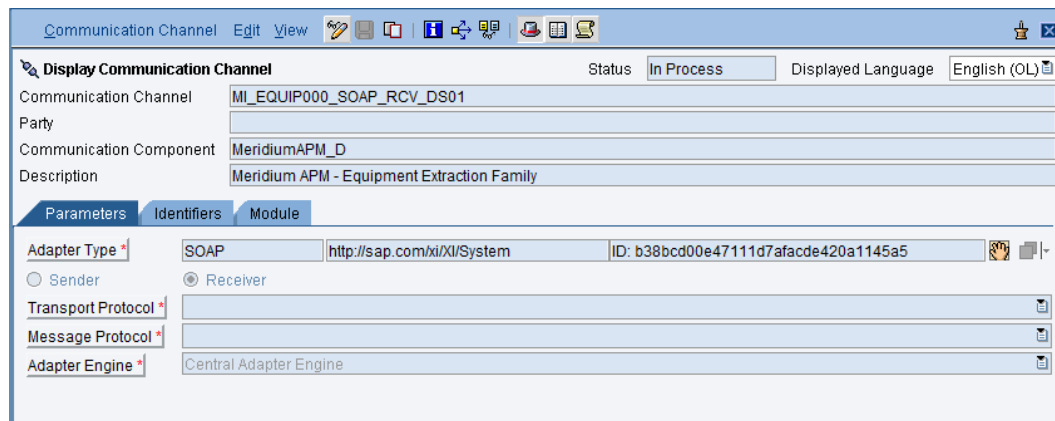 Communication Channel Edit View
Display Communication Channel Status In Process Displayed Language English (OL)
Communication Channel MI_EQUIP000_SOAP_RCV_DS01
Party
Communication Component MeridiumAPM_D
Description Meridium APM - Equipment Extraction Family
Parameters Identifiers Module
Adapter Type * SOAP http://sap.com/xi/XI/System ID: b38bcd00e47111d7afacde420a1145a5
Sender Receiver
Transport Protocol *
Message Protocol *
Adapter Engine * Central Adapter Engine